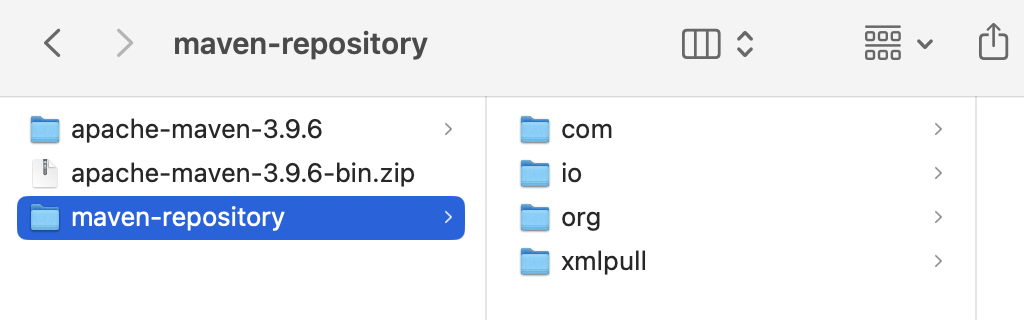 maven-repository
apache-maven-3.9.6
apache-maven-3.9.6-bin.zip
maven-repository
com
io
org
xmlpull